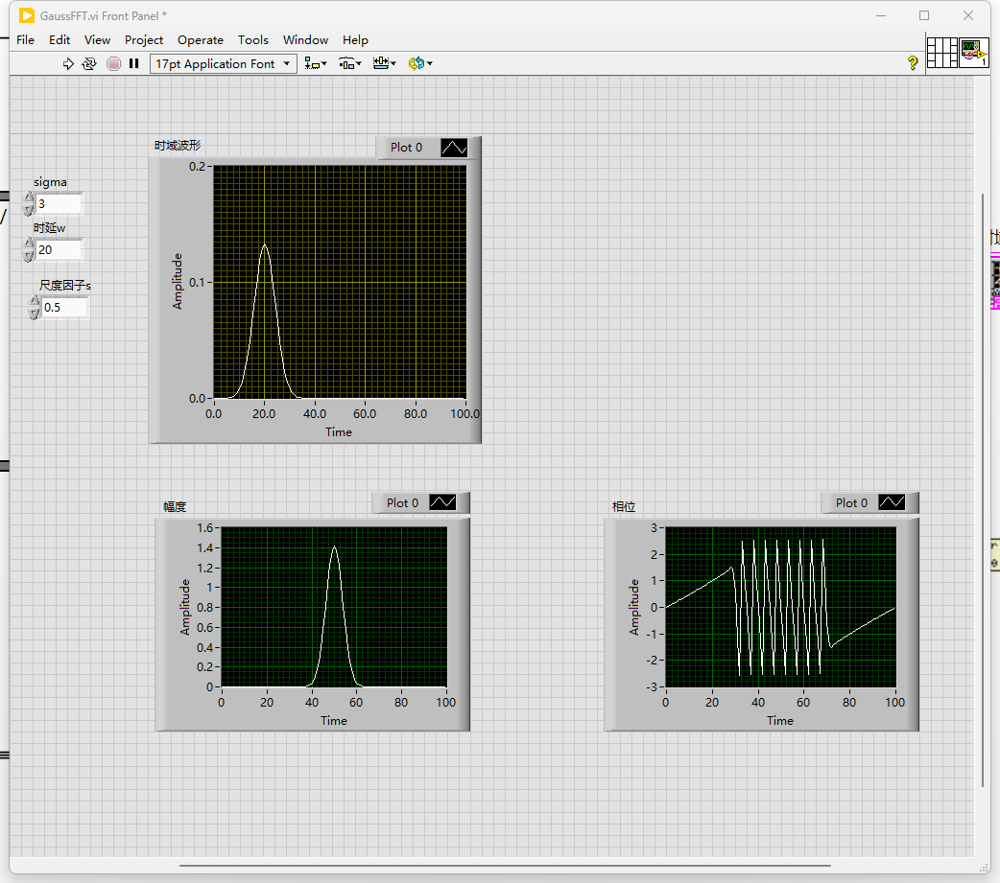 GaussFFT.vi Front Panel *
File Edit View Project Operate Tools Window Help
17pt Application Font
?
1
时域波形
Plot 0
sigma
3
时延w
20
尺度因子s
0.5
Amplitude
0.2
0.1
0.0
0.0 20.0 40.0 60.0 80.0 100.0
Time
幅度
Plot 0
Amplitude
1.6
1.4
1.2
1
0.8
0.6
0.4
0.2
0
0 20 40 60 80 100
Time
相位
Plot 0
Amplitude
3
2
1
0
-1
-2
-3
0 20 40 60 80 100
Time